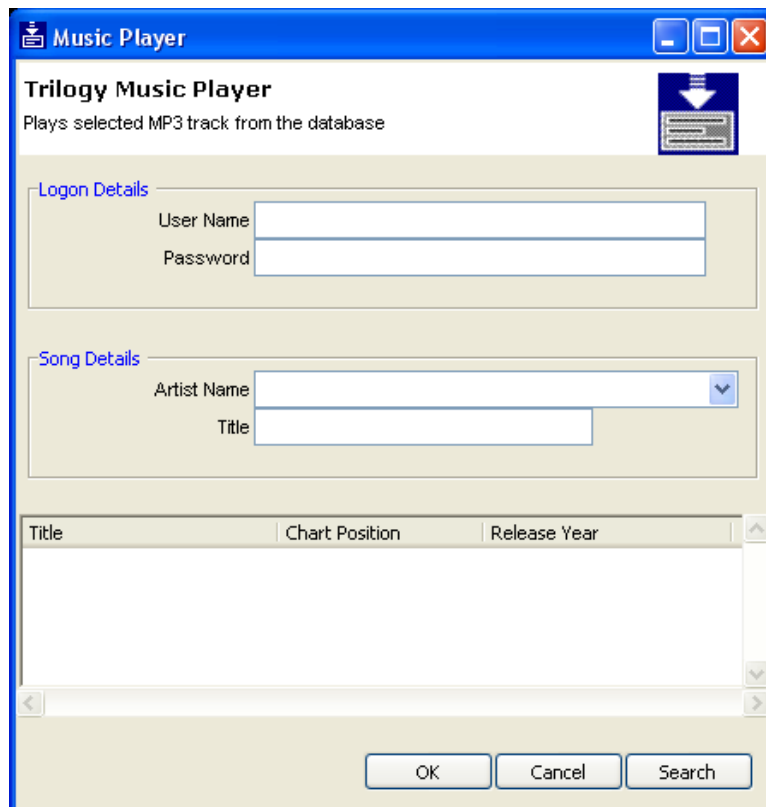 Music Player
Trilogy Music Player
Plays selected MP3 track from the database
Logon Details
User Name
Password
Song Details
Artist Name
Title
Title Chart Position Release Year
OK Cancel Search